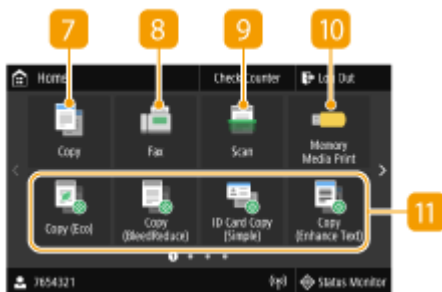 7 8 9 10
Home Check Counter Log Out
Copy Fax Scan Memory
Media Print
Copy (Eco) Copy
(BleedReduce) ID Card Copy
(Simple) Copy
(Enhance Text)
11
7654321 Status Monitor